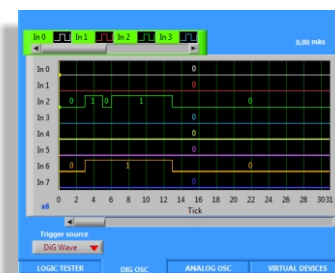 In 0 In 1 In 2 In 3
0,00 mks
In 0 0
In 1 0
In 2 0 1 0 1 0
In 3 0
In 4 0
In 5 0
In 6 0 1 0
In 7 0
x8 0 2 4 6 8 10 12 14 16 18 20 22 24 26 28 3031
Tick
Trigger source
DiG Wave
LOGIC TESTER DIG OSC ANALOG OSC VIRTUAL DEVICES